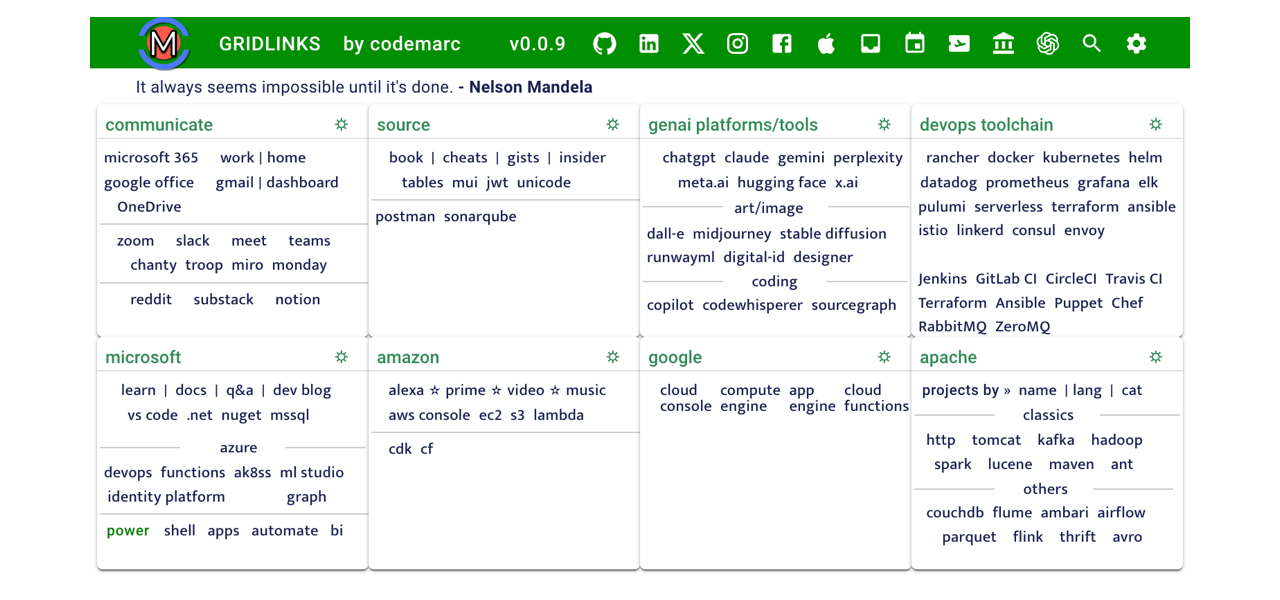 M GRIDLINKS by codemarc v0.0.9
It always seems impossible until it's done. - Nelson Mandela
communicate
microsoft 365 work | home
google office gmail | dashboard
OneDrive
zoom slack meet teams
chanty troop miro monday
reddit substack notion
source
book | cheats | gists | insider
tables mui jwt unicode
postman sonarqube
genai platforms/tools
chatgpt claude gemini perplexity
meta.ai hugging face x.ai
art/image
dall-e midjourney stable diffusion
runwayml digital-id designer
coding
copilot codewhisperer sourcegraph
devops toolchain
rancher docker kubernetes helm
datadog prometheus grafana elk
pulumi serverless terraform ansible
istio linkerd consul envoy
Jenkins GitLab CI CircleCI Travis CI
Terraform Ansible Puppet Chef
RabbitMQ ZeroMQ
microsoft
learn | docs | q&a | dev blog
vs code .net nuget mssql
azure
devops functions ak8ss ml studio
identity platform graph
power shell apps automate bi
amazon
alexa ☆ prime ☆ video ☆ music
aws console ec2 s3 lambda
cdk cf
google
cloud compute app cloud
console engine engine functions
apache
projects by » name | lang | cat
classics
http tomcat kafka hadoop
spark lucene maven ant
others
couchdb flume ambari airflow
parquet flink thrift avro